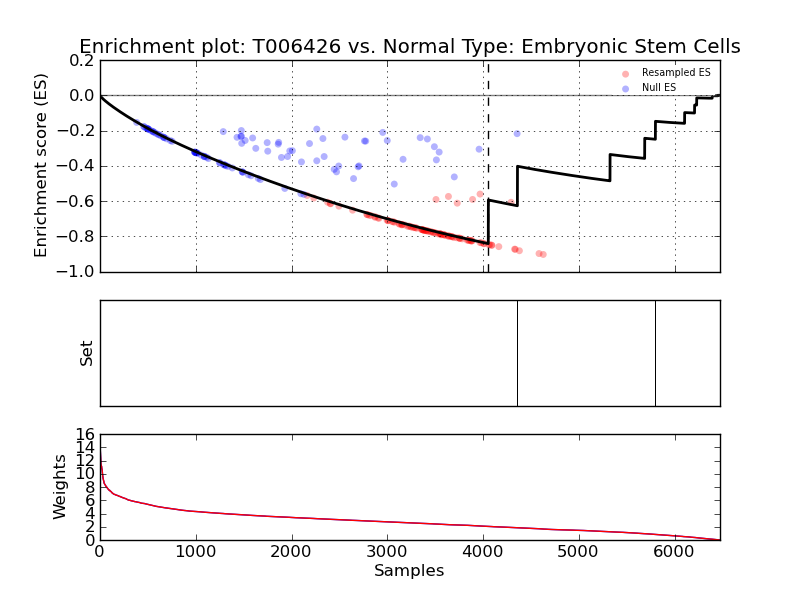 Enrichment plot: T006426 vs. Normal Type: Embryonic Stem Cells
Enrichment score (ES)
0.2
0.0
−0.2
−0.4
−0.6
−0.8
−1.0
Resampled ES
Null ES
Set
Weights
16
14
12
10
8
6
4
2
0
0 1000 2000 3000 4000 5000 6000
Samples